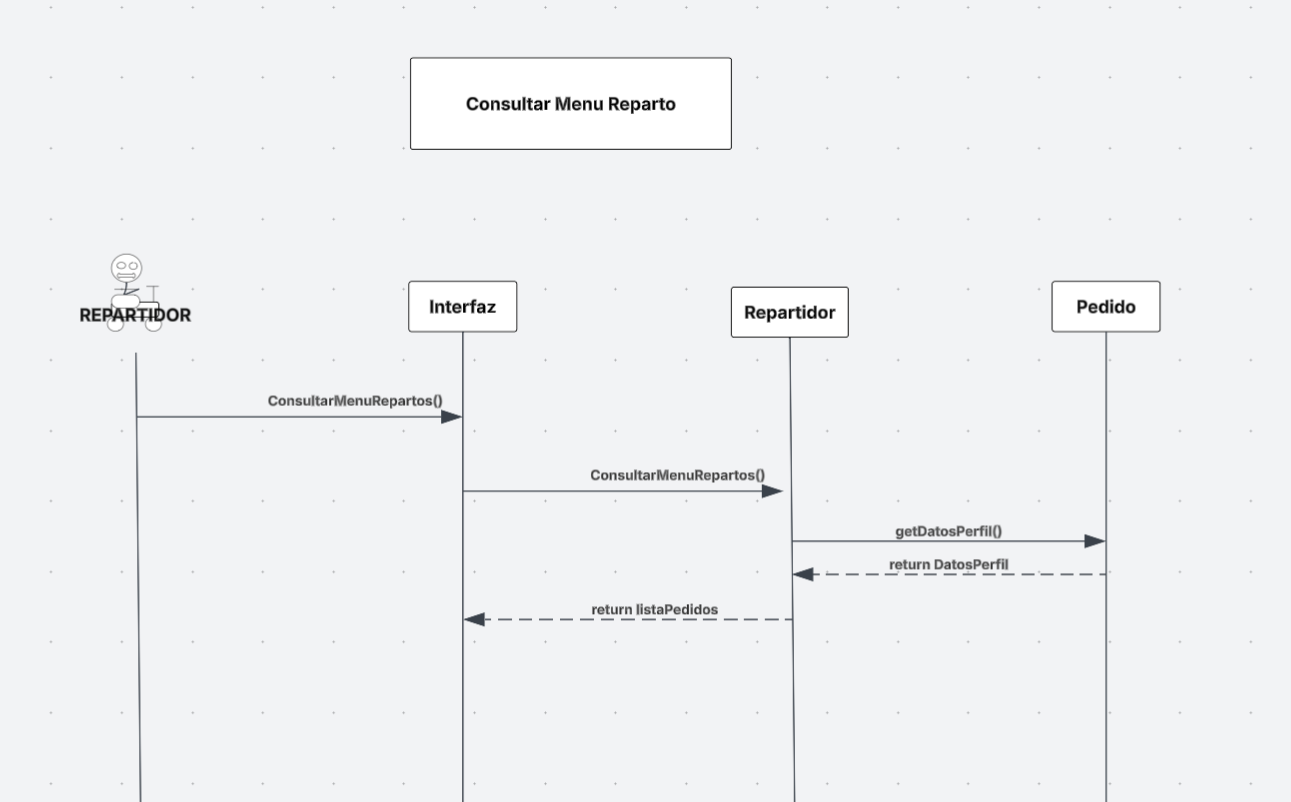 Consultar Menu Reparto
REPARTIDOR
Interfaz
Repartidor
Pedido
ConsultarMenuRepartos()
ConsultarMenuRepartos()
getDatosPerfil()
return DatosPerfil
return listaPedidos